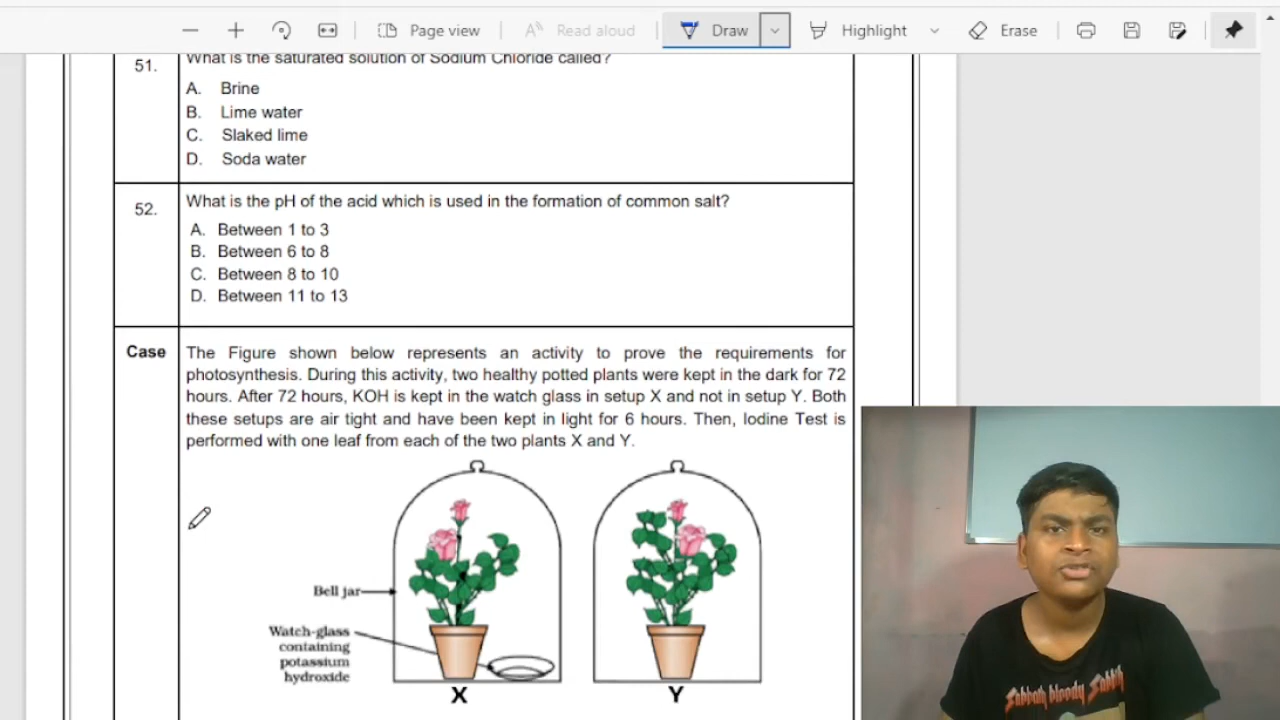 Page view
Read aloud
Draw
Highlight
Erase
51. What is the saturated solution of Sodium Chloride called?
A. Brine
B. Lime water
C. Slaked lime
D. Soda water
52. What is the pH of the acid which is used in the formation of common salt?
A. Between 1 to 3
B. Between 6 to 8
C. Between 8 to 10
D. Between 11 to 13
Case The Figure shown below represents an activity to prove the requirements for
photosynthesis. During this activity, two healthy potted plants were kept in the dark for 72
hours. After 72 hours, KOH is kept in the watch glass in setup X and not in setup Y. Both
these setups are air tight and have been kept in light for 6 hours. Then, Iodine Test is
performed with one leaf from each of the two plants X and Y.
Bell jar
Watch-glass
containing
potassium
hydroxide
X
Y
Sabbath bloody Sabbath